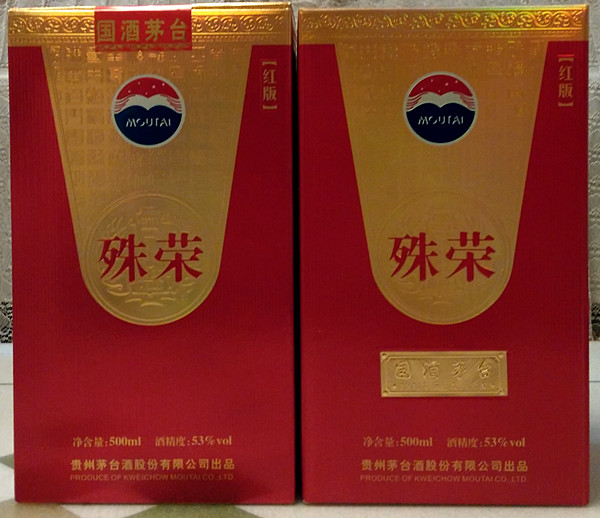 国酒茅台
【红版】
MOUTAI
殊荣
净含量:500ml 酒精度:53%vol
贵州茅台酒股份有限公司出品
PRODUCE OF KWEICHOW MOUTAI CO.,LTD.
【红版】
MOUTAI
殊荣
国酒茅台
净含量:500ml 酒精度:53%vol
贵州茅台酒股份有限公司出品
PRODUCE OF KWEICHOW MOUTAI CO.,LTD.